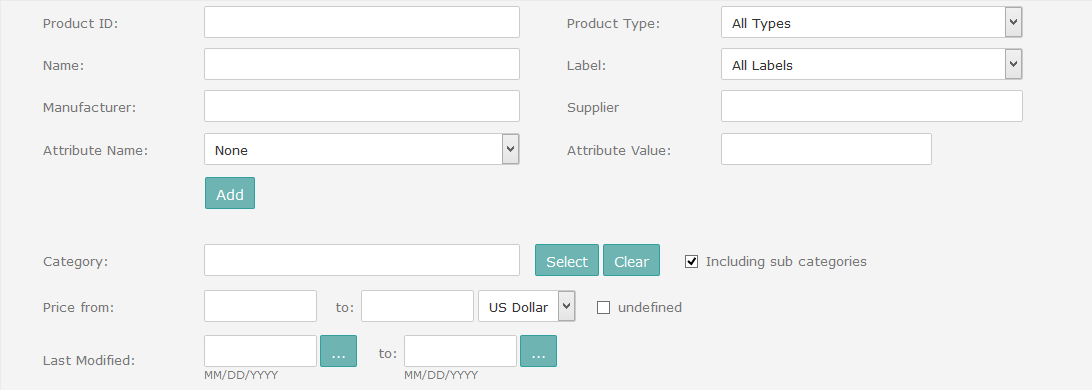 Product ID: Product Type: All Types
Name: Label: All Labels
Manufacturer: Supplier
Attribute Name: None Attribute Value:
Add
Category: Select Clear Including sub categories
Price from: to: US Dollar undefined
Last Modified: ... to: ...
MM/DD/YYYY MM/DD/YYYY